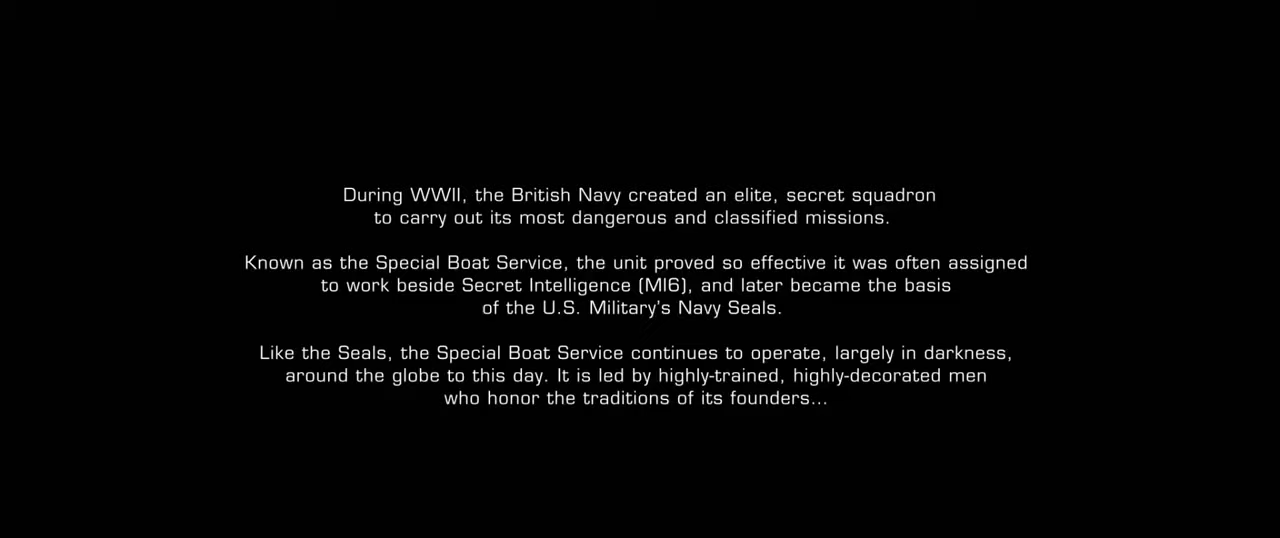 During WWII, the British Navy created an elite, secret squadron
to carry out its most dangerous and classified missions.
Known as the Special Boat Service, the unit proved so effective it was often assigned
to work beside Secret Intelligence (MI6), and later became the basis
of the U.S. Military's Navy Seals.
Like the Seals, the Special Boat Service continues to operate, largely in darkness,
around the globe to this day. It is led by highly-trained, highly-decorated men
who honor the traditions of its founders...